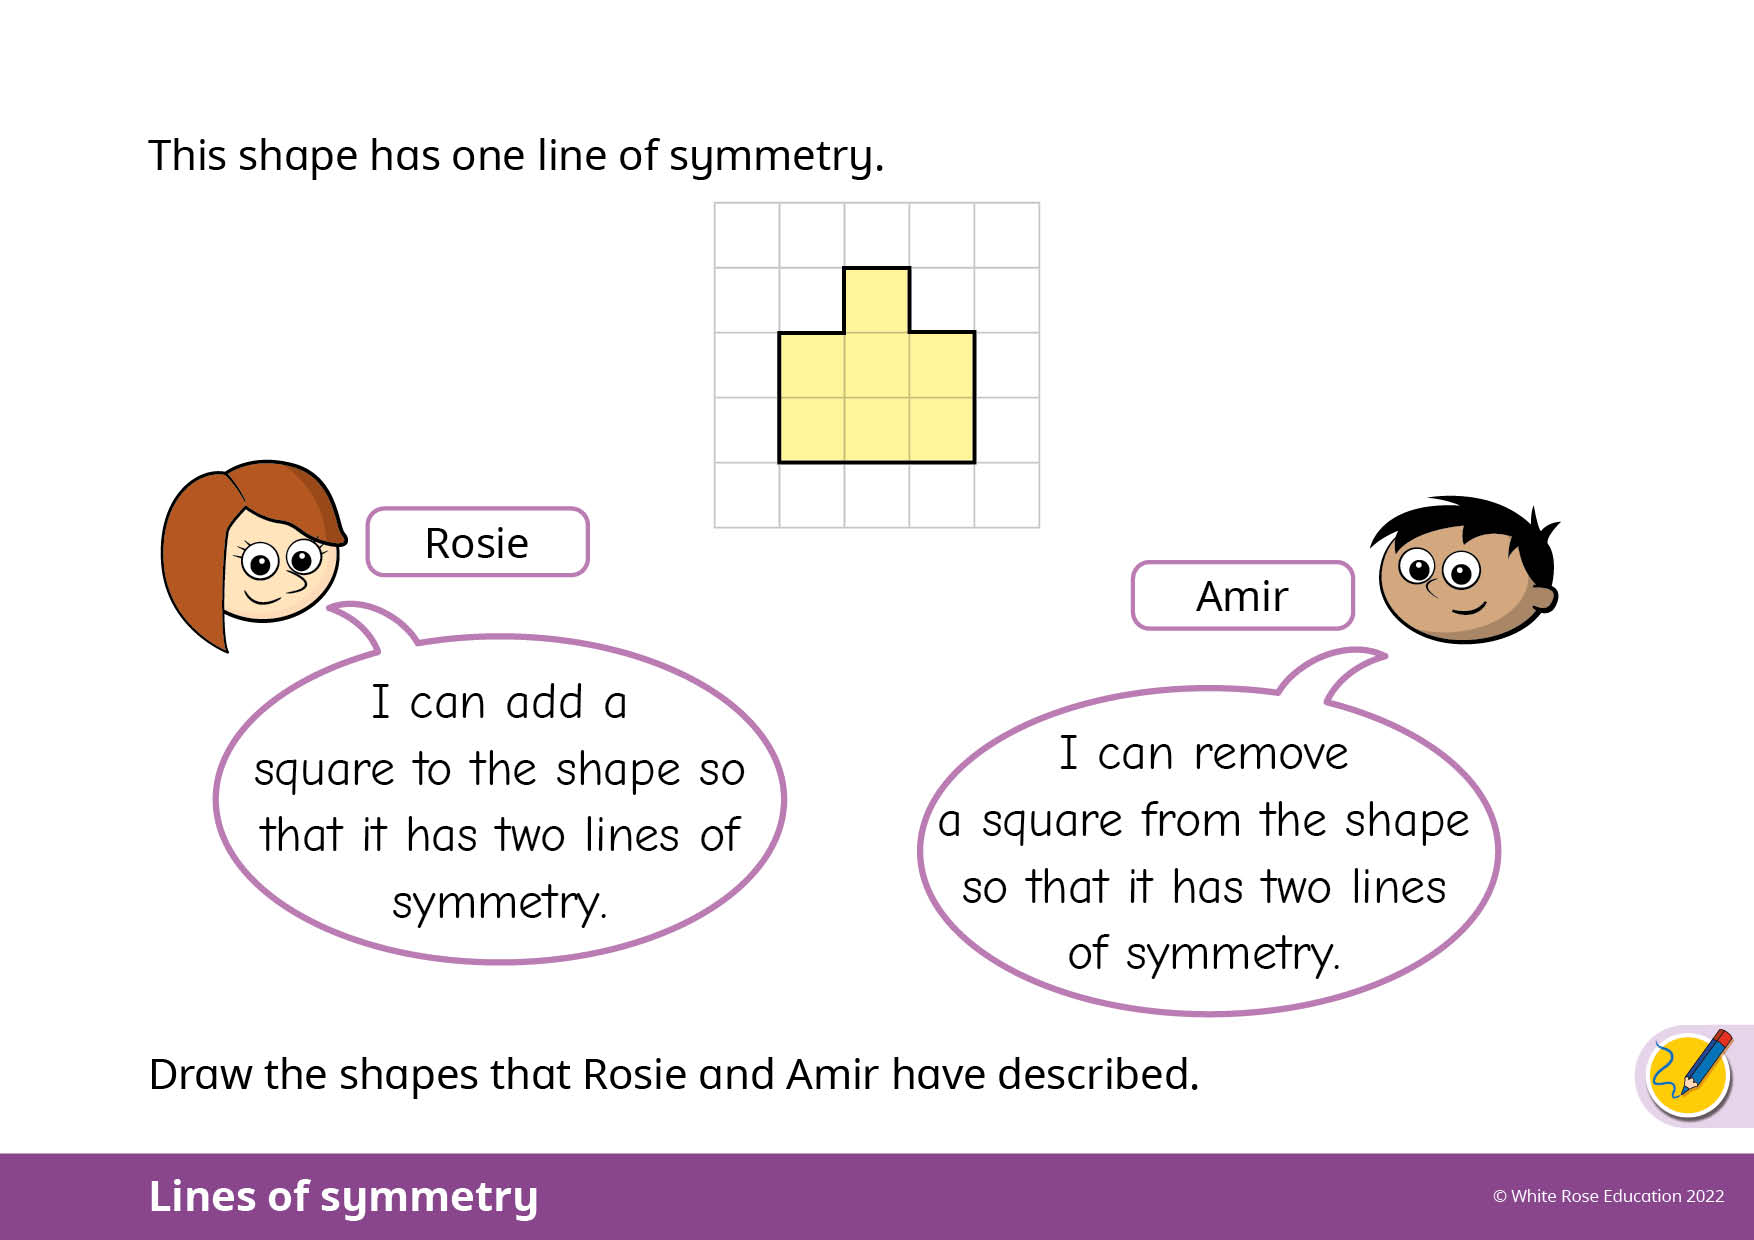 This shape has one line of symmetry.
Rosie
Amir
I can add a
square to the shape so
that it has two lines of
symmetry.
I can remove
a square from the shape
so that it has two lines
of symmetry.
Draw the shapes that Rosie and Amir have described.
Lines of symmetry
© White Rose Education 2022